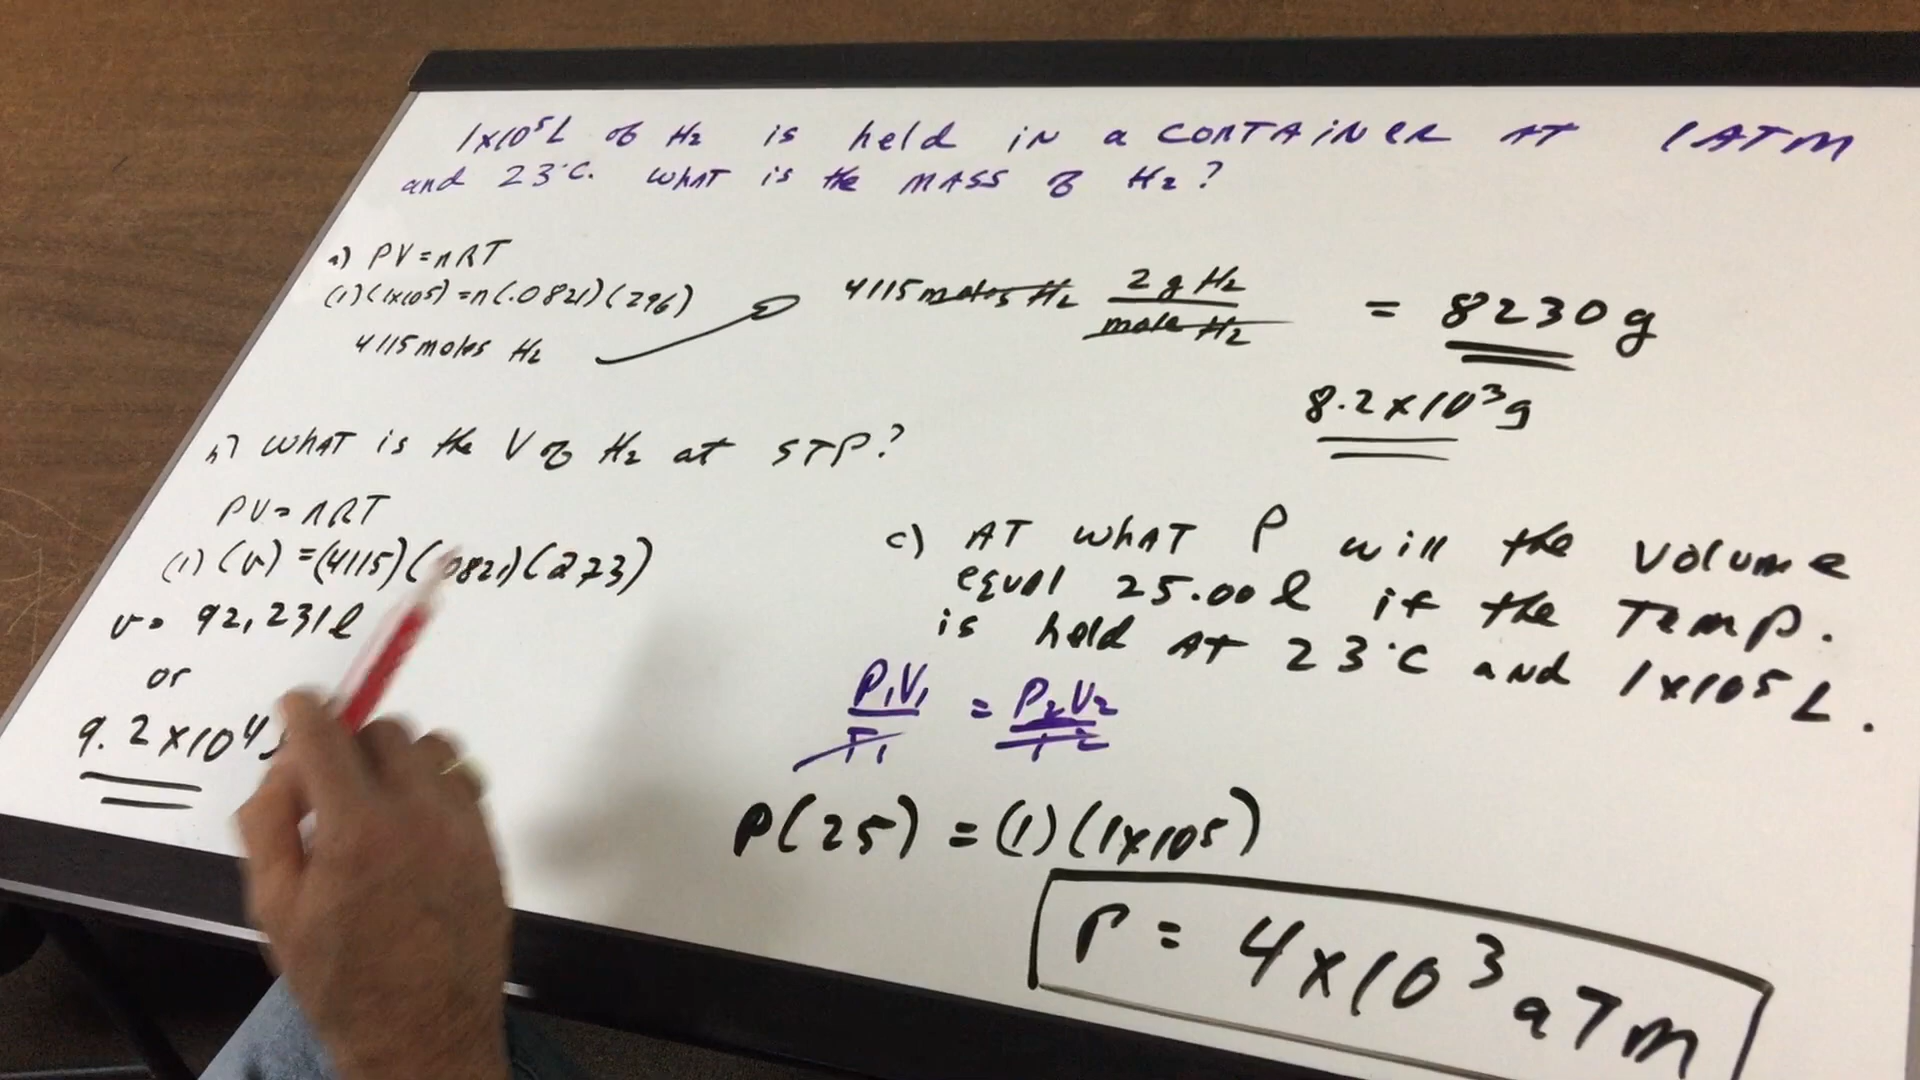 1x10⁵L of H₂ is held in a CONTAINER AT 1ATM
and 23°C. WHAT is the MASS of H₂?
a) PV=nRT
(1)(1x10⁵)=n(.0821)(296)
4115 moles H₂
4115 moles H₂ 2g H₂ / mole H₂ = 8230 g
8.2x10³g
b) WHAT is the V of H₂ at STP?
PV=nRT
(1)(V)=(4115)(.0821)(273)
V= 92,231l
or
9.2x10⁴
c) AT WHAT P will the volume
equal 25.00l if the Temp.
is held AT 23°C and 1x10⁵L.
P₁V₁/T₁ = P₂V₂/T₂
P(25)=(1)(1x10⁵)
P = 4x10³ aTm